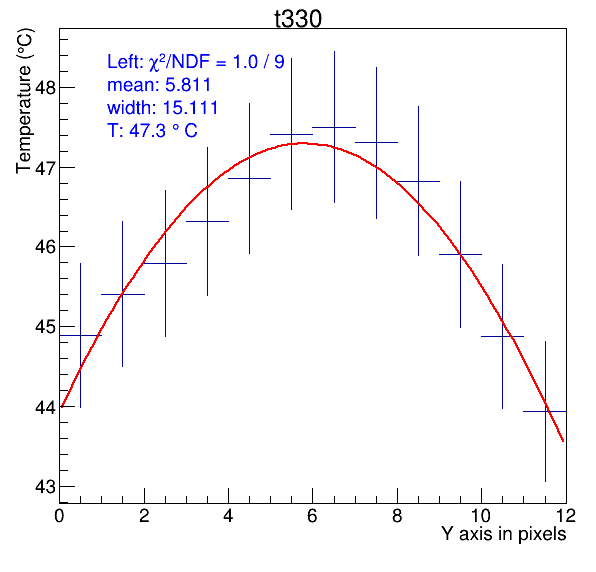 t330
Temperature (°C)
Left: χ²/NDF = 1.0 / 9
mean: 5.811
width: 15.111
T: 47.3 ° C
48
47
46
45
44
43
0 2 4 6 8 10 12
Y axis in pixels